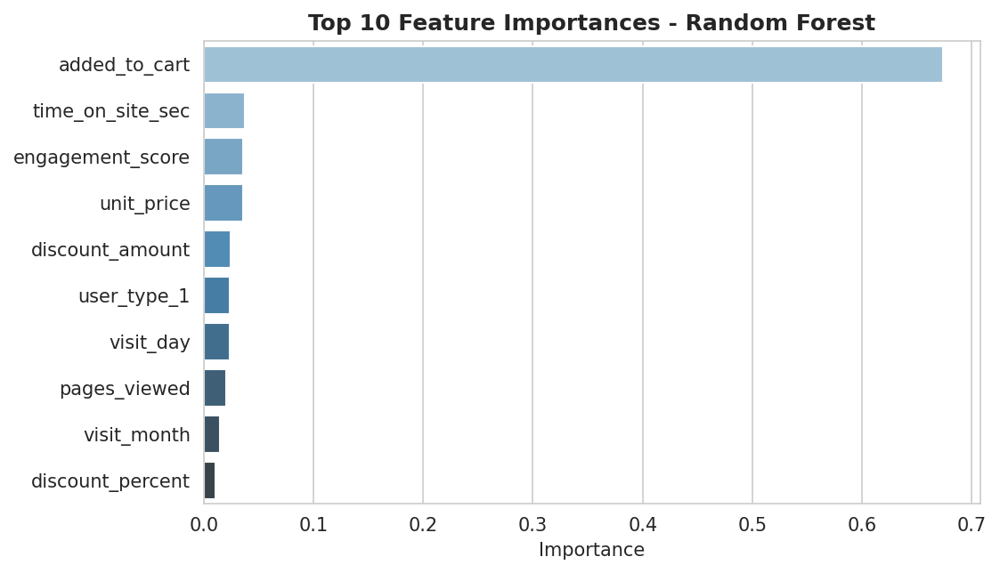 Top 10 Feature Importances - Random Forest
added_to_cart
time_on_site_sec
engagement_score
unit_price
discount_amount
user_type_1
visit_day
pages_viewed
visit_month
discount_percent
0.0 0.1 0.2 0.3 0.4 0.5 0.6 0.7
Importance